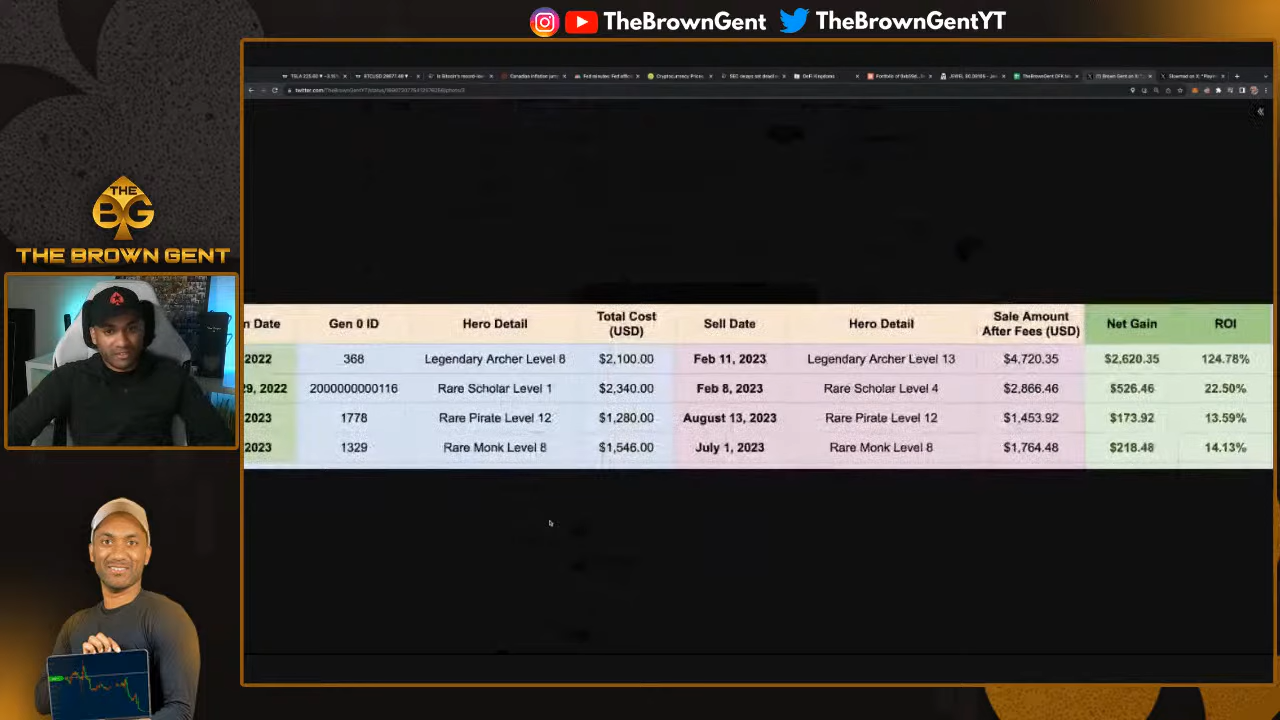 TheBrownGent TheBrownGentYT
THE
BG
THE BROWN GENT
n Date Gen 0 ID Hero Detail Total Cost (USD) Sell Date Hero Detail Sale Amount After Fees (USD) Net Gain ROI
2022 368 Legendary Archer Level 8 $2,100.00 Feb 11, 2023 Legendary Archer Level 13 $4,720.35 $2,620.35 124.78%
29, 2022 2000000000116 Rare Scholar Level 1 $2,340.00 Feb 8, 2023 Rare Scholar Level 4 $2,866.46 $526.46 22.50%
2023 1778 Rare Pirate Level 12 $1,280.00 August 13, 2023 Rare Pirate Level 12 $1,453.92 $173.92 13.59%
2023 1329 Rare Monk Level 8 $1,546.00 July 1, 2023 Rare Monk Level 8 $1,764.48 $218.48 14.13%